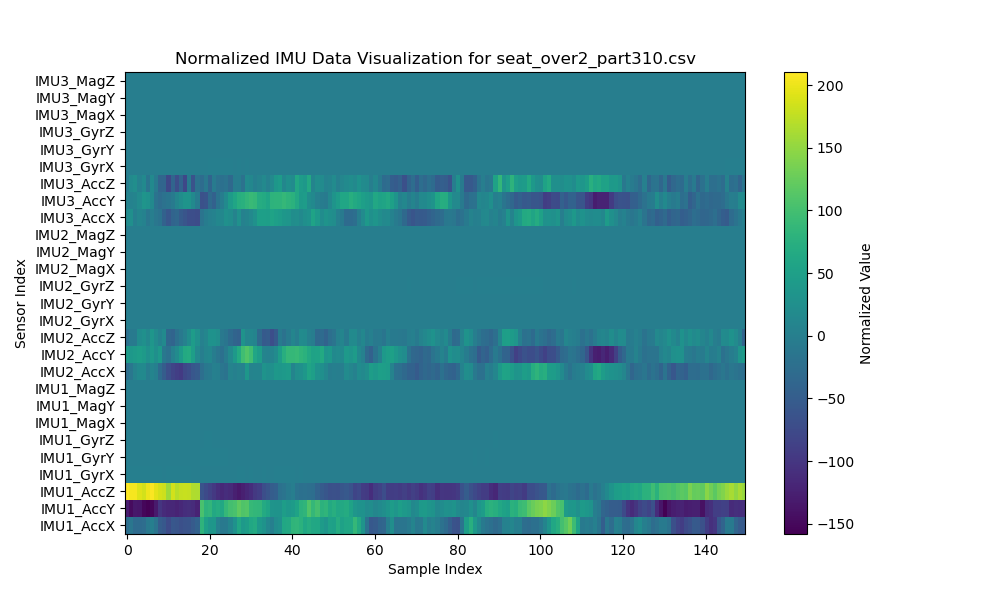 Normalized IMU Data Visualization for seat_over2_part310.csv
IMU3_MagZ
IMU3_MagY
IMU3_MagX
IMU3_GyrZ
IMU3_GyrY
IMU3_GyrX
IMU3_AccZ
IMU3_AccY
IMU3_AccX
IMU2_MagZ
IMU2_MagY
IMU2_MagX
IMU2_GyrZ
IMU2_GyrY
IMU2_GyrX
IMU2_AccZ
IMU2_AccY
IMU2_AccX
IMU1_MagZ
IMU1_MagY
IMU1_MagX
IMU1_GyrZ
IMU1_GyrY
IMU1_GyrX
IMU1_AccZ
IMU1_AccY
IMU1_AccX
Sensor Index
0 20 40 60 80 100 120 140
Sample Index
200
150
100
50
0
−50
−100
−150
Normalized Value